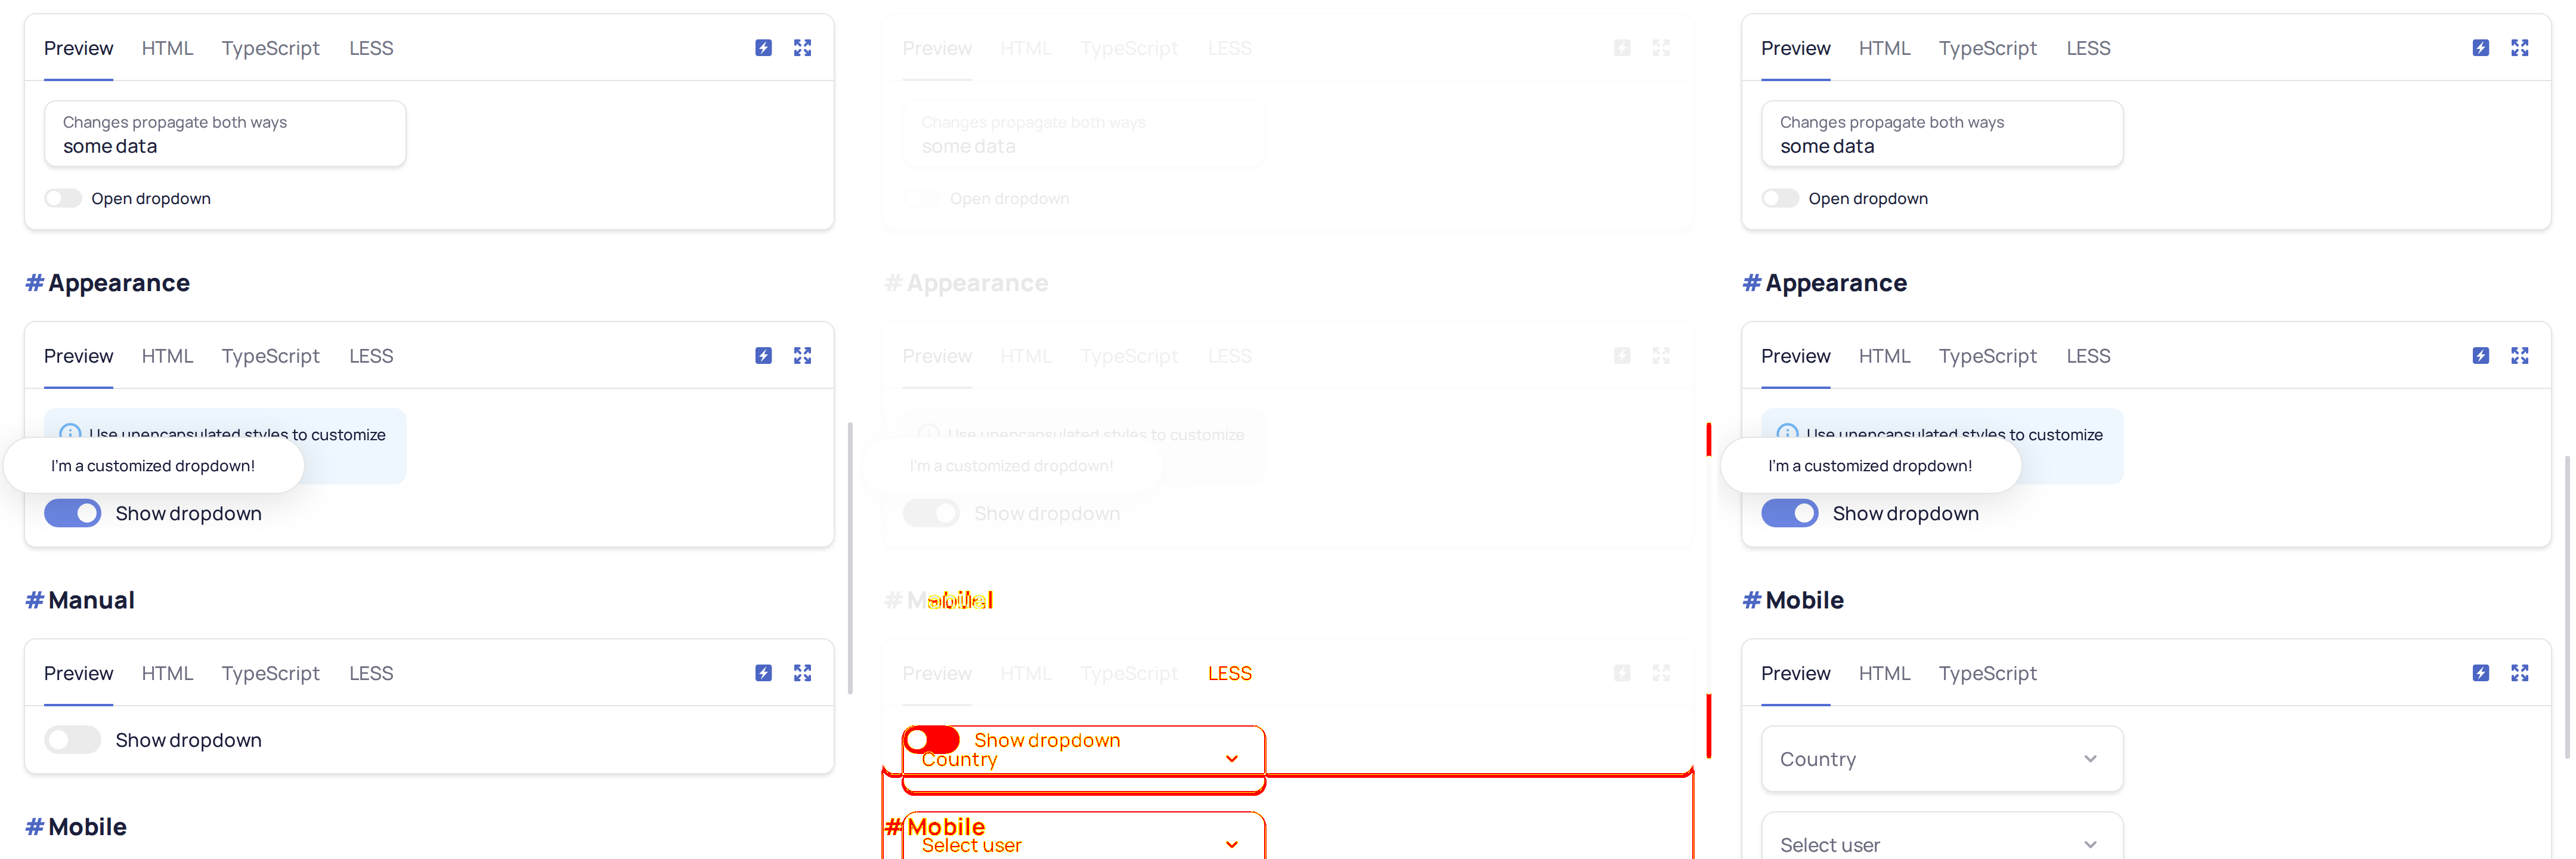 Preview HTML TypeScript LESS
Changes propagate both ways
some data
Open dropdown
# Appearance
Preview HTML TypeScript LESS
Use unencapsulated styles to customize
I'm a customized dropdown!
Show dropdown
# Manual
Preview HTML TypeScript LESS
Show dropdown
# Mobile
Preview HTML TypeScript LESS
Changes propagate both ways
some data
Open dropdown
# Appearance
Preview HTML TypeScript LESS
Use unencapsulated styles to customize
I'm a customized dropdown!
Show dropdown
Preview HTML TypeScript LESS
Show dropdown
Country
# Mobile
Select user
Preview HTML TypeScript LESS
Changes propagate both ways
some data
Open dropdown
# Appearance
Preview HTML TypeScript LESS
Use unencapsulated styles to customize
I'm a customized dropdown!
Show dropdown
# Mobile
Preview HTML TypeScript
Country
Select user